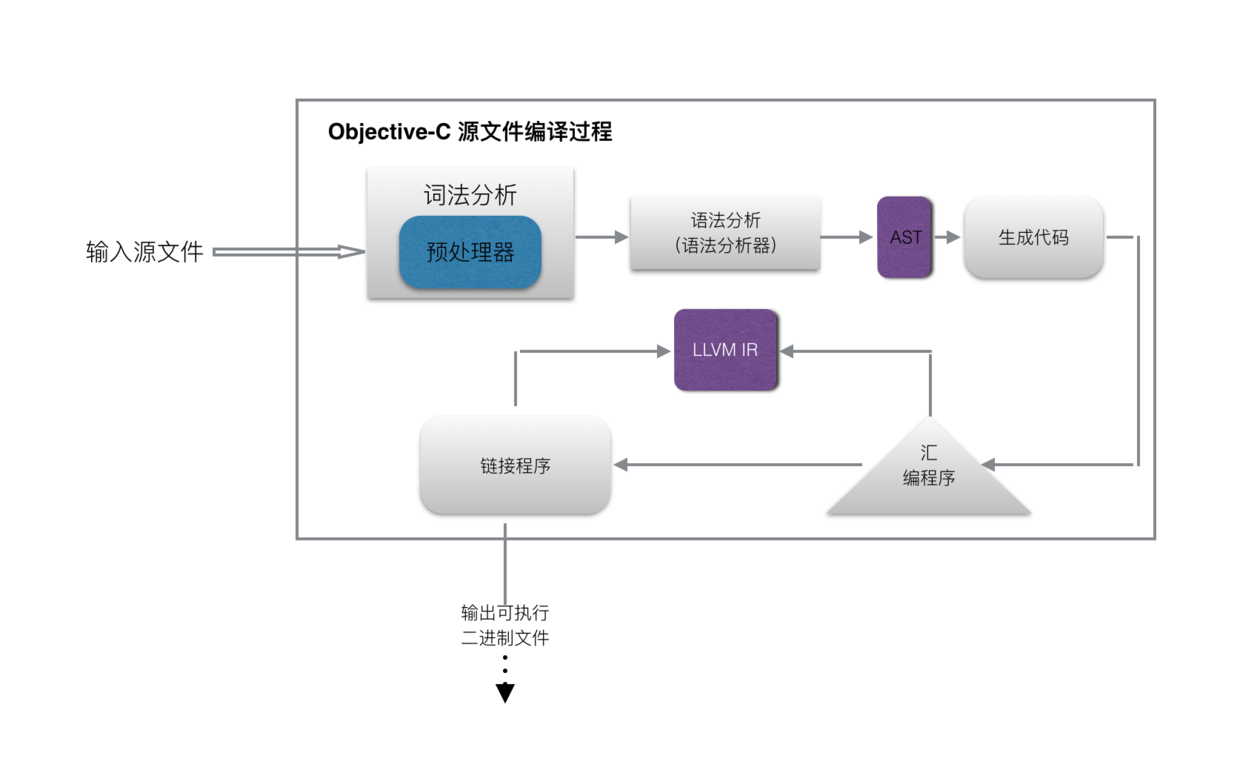 Objective-C 源文件编译过程
输入源文件
词法分析
预处理器
语法分析
（语法分析器）
AST
生成代码
LLVM IR
汇
编程序
链接程序
输出可执行
二进制文件